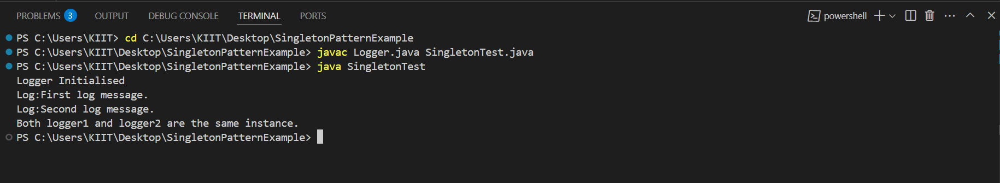 PROBLEMS 3 OUTPUT DEBUG CONSOLE TERMINAL PORTS powershell
PS C:\Users\KIIT> cd C:\Users\KIIT\Desktop\SingletonPatternExample
PS C:\Users\KIIT\Desktop\SingletonPatternExample> javac Logger.java SingletonTest.java
PS C:\Users\KIIT\Desktop\SingletonPatternExample> java SingletonTest
Logger Initialised
Log:First log message.
Log:Second log message.
Both logger1 and logger2 are the same instance.
PS C:\Users\KIIT\Desktop\SingletonPatternExample>